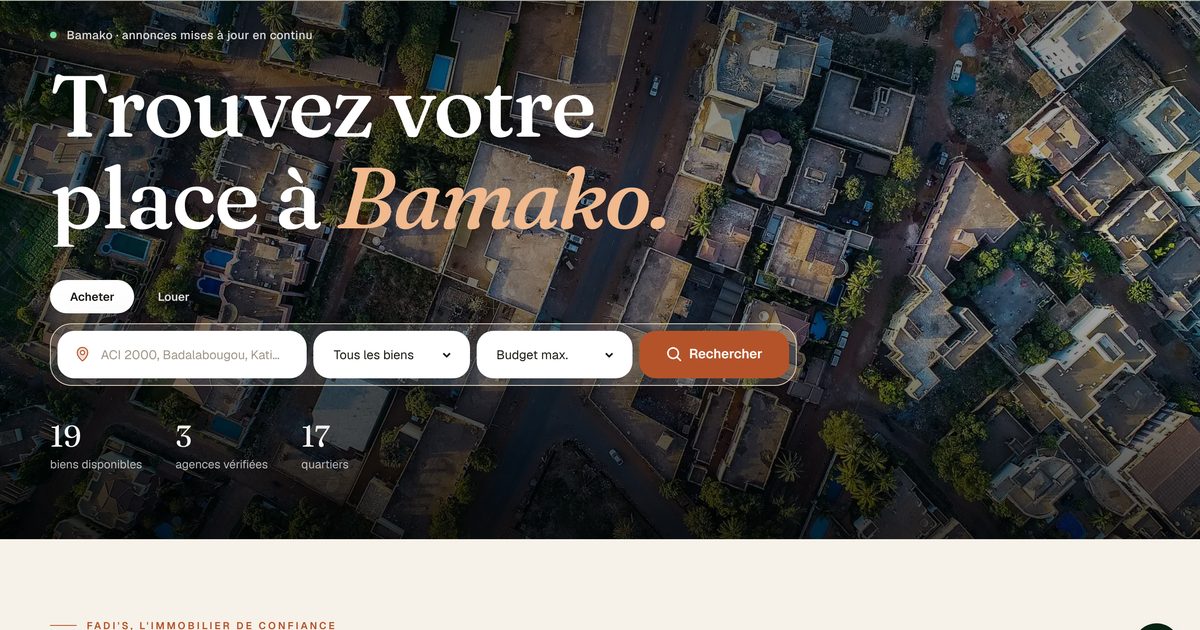 Bamako · annonces mises à jour en continu
Trouvez votre
place à Bamako.
Acheter Louer
ACI 2000, Badalabougou, Kati... Tous les biens Budget max. Rechercher
19 3 17
biens disponibles agences vérifiées quartiers
FADI'S, L'IMMOBILIER DE CONFIANCE